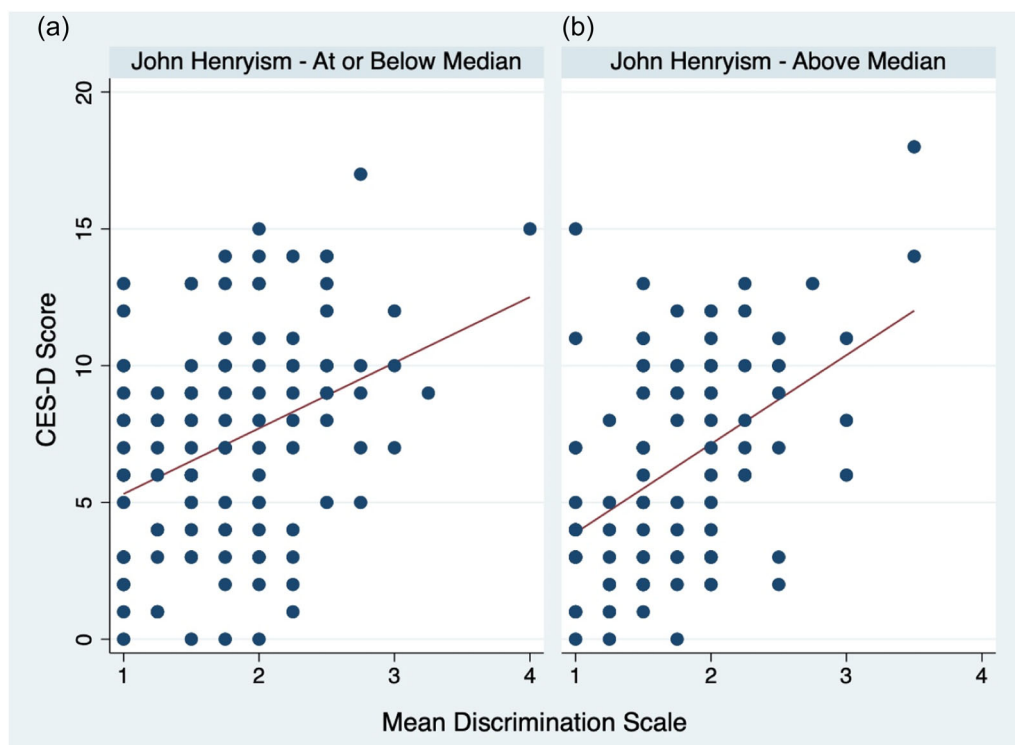 (a)
(b)
John Henryism - At or Below Median
John Henryism - Above Median
20
15
10
5
0
CES-D Score
1 2 3 4
1 2 3 4
Mean Discrimination Scale